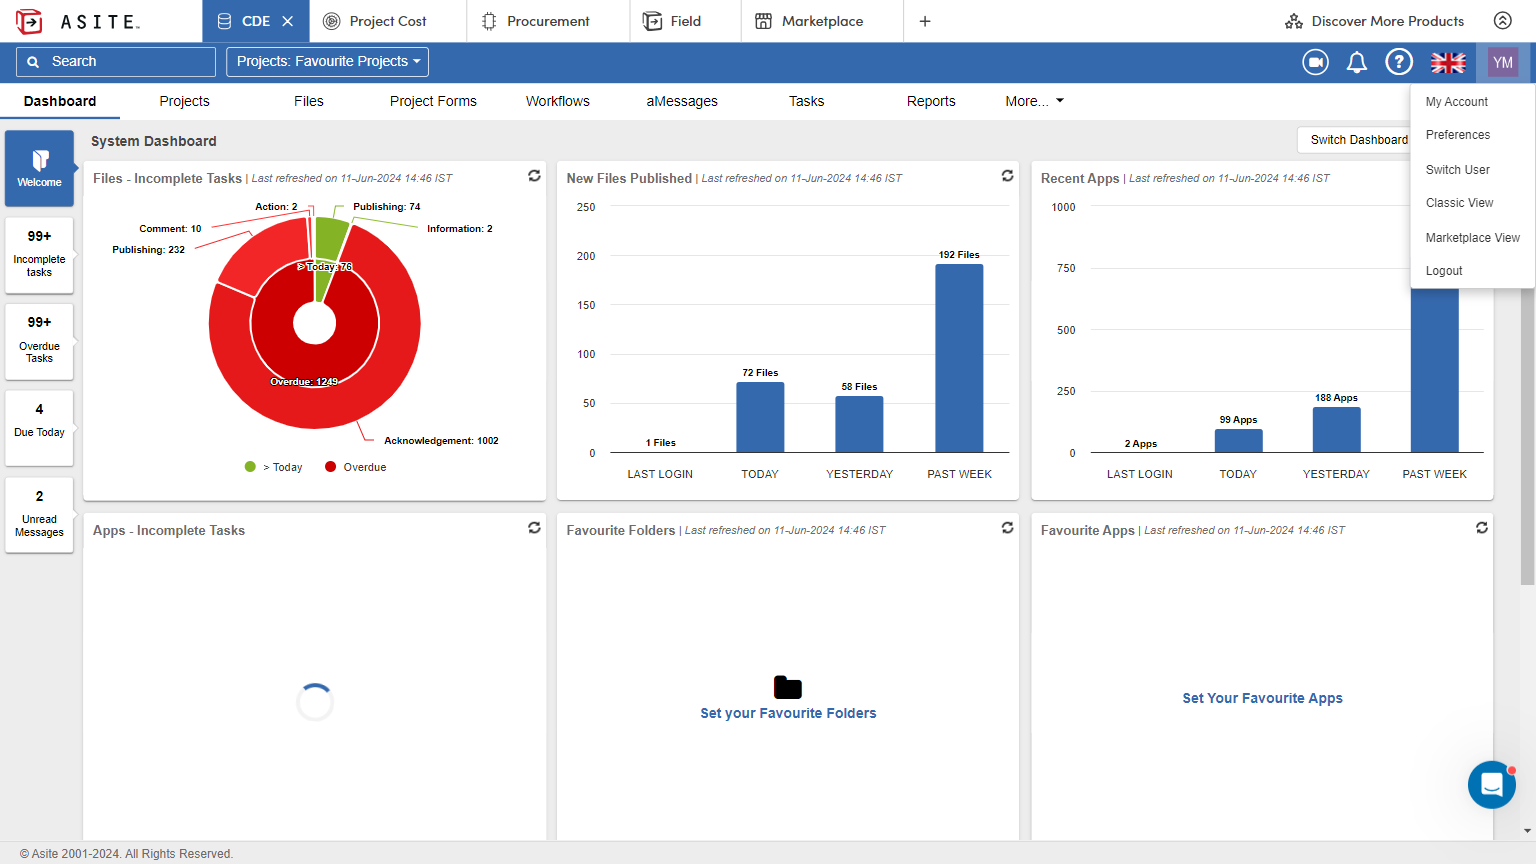 ASITE
CDE
Project Cost
Procurement
Field
Marketplace
+
Discover More Products
Search
Projects: Favourite Projects
?
YM
Dashboard
Projects
Files
Project Forms
Workflows
aMessages
Tasks
Reports
More...
My Account
Preferences
Switch User
Classic View
Marketplace View
Logout
Welcome
99+
Incomplete
tasks
99+
Overdue
Tasks
4
Due Today
2
Unread
Messages
System Dashboard
Switch Dashboard
Files - Incomplete Tasks | Last refreshed on 11-Jun-2024 14:46 IST
Action: 2
Publishing: 74
Comment: 10
Information: 2
Publishing: 232
> Today: 76
Overdue: 1249
Acknowledgement: 1002
> Today
Overdue
New Files Published | Last refreshed on 11-Jun-2024 14:46 IST
250
200
150
100
50
0
1 Files
72 Files
58 Files
192 Files
LAST LOGIN
TODAY
YESTERDAY
PAST WEEK
Recent Apps | Last refreshed on 11-Jun-2024 14:46 IST
1000
750
500
250
0
2 Apps
99 Apps
188 Apps
LAST LOGIN
TODAY
YESTERDAY
PAST WEEK
Apps - Incomplete Tasks
Favourite Folders | Last refreshed on 11-Jun-2024 14:46 IST
Set your Favourite Folders
Favourite Apps | Last refreshed on 11-Jun-2024 14:46 IST
Set Your Favourite Apps
© Asite 2001-2024. All Rights Reserved.